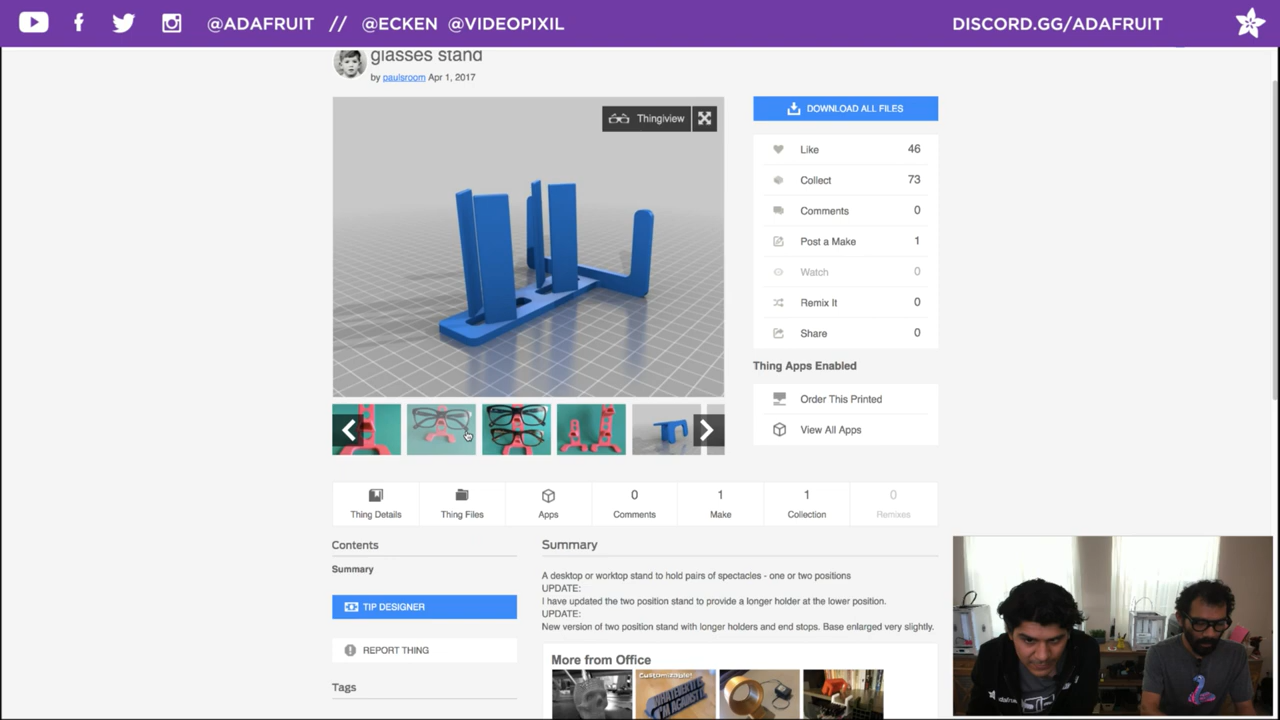 @ADAFRUIT // @ECKEN @VIDEOPIXIL
DISCORD.GG/ADAFRUIT
glasses stand
by paulsroom Apr 1, 2017
Thingiview
DOWNLOAD ALL FILES
Like 46
Collect 73
Comments 0
Post a Make 1
Watch 0
Remix It 0
Share 0
Thing Apps Enabled
Order This Printed
View All Apps
0 1 1 0
Thing Details Thing Files Apps Comments Make Collection Remixes
Contents
Summary
TIP DESIGNER
REPORT THING
Tags
Summary
A desktop or worktop stand to hold pairs of spectacles - one or two positions
UPDATE:
I have updated the two position stand to provide a longer holder at the lower position.
UPDATE:
New version of two position stand with longer holders and end stops. Base enlarged very slightly.
More from Office
Customizable!
adafruit